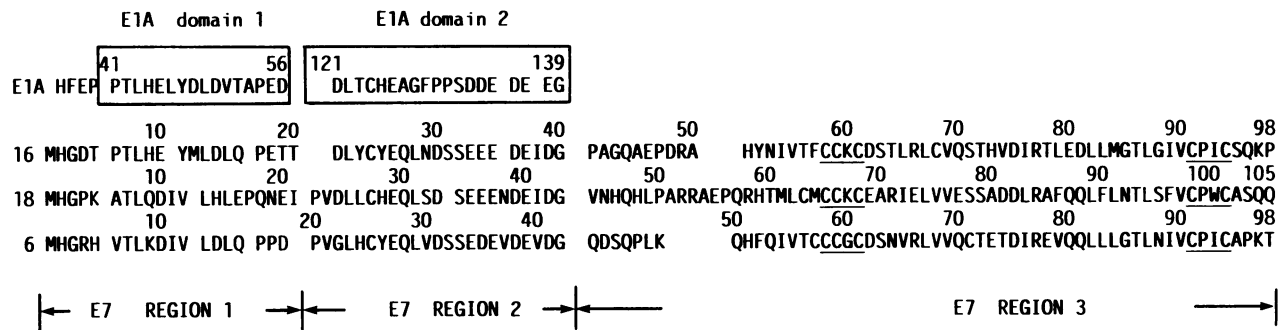 E1A domain 1 E1A domain 2
41 56 121 139
E1A HFEP PTLHELYDLDVTAPED DLTCHEAGFPPSDDE DE EG
10 20 30 40 50 60 70 80 90 98
16 MHGDT PTLHE YMLDLQ PETT DLYCYEQLNDSSEEE DEIDG PAGQAEPDRA HYNIVTFCCKCDSTLRLCVQSTHVDIRTLEDLLMGTLGIVCPICSQKP
10 20 30 40 50 60 70 80 90 100 105
18 MHGPK ATLQDIV LHLEPQNEI PVDLLCHEQLSD SEEENDEIDG VNHQHLPARRAEPQRHTMLCMCCKCEARIELVVESSADDLRAFQQLFLNTLSFVCPWCASQQ
10 20 30 40 50 60 70 80 90 98
6 MHGRH VTLKDIV LDLQ PPD PVGLHCYEQLVDSSEDEVDEVDG QDSQPLK QHFQIVTCCCGCDSNVRLVVQCTETDIREVQQLLLGTLNIVCPICAPKT
E7 REGION 1 E7 REGION 2 E7 REGION 3